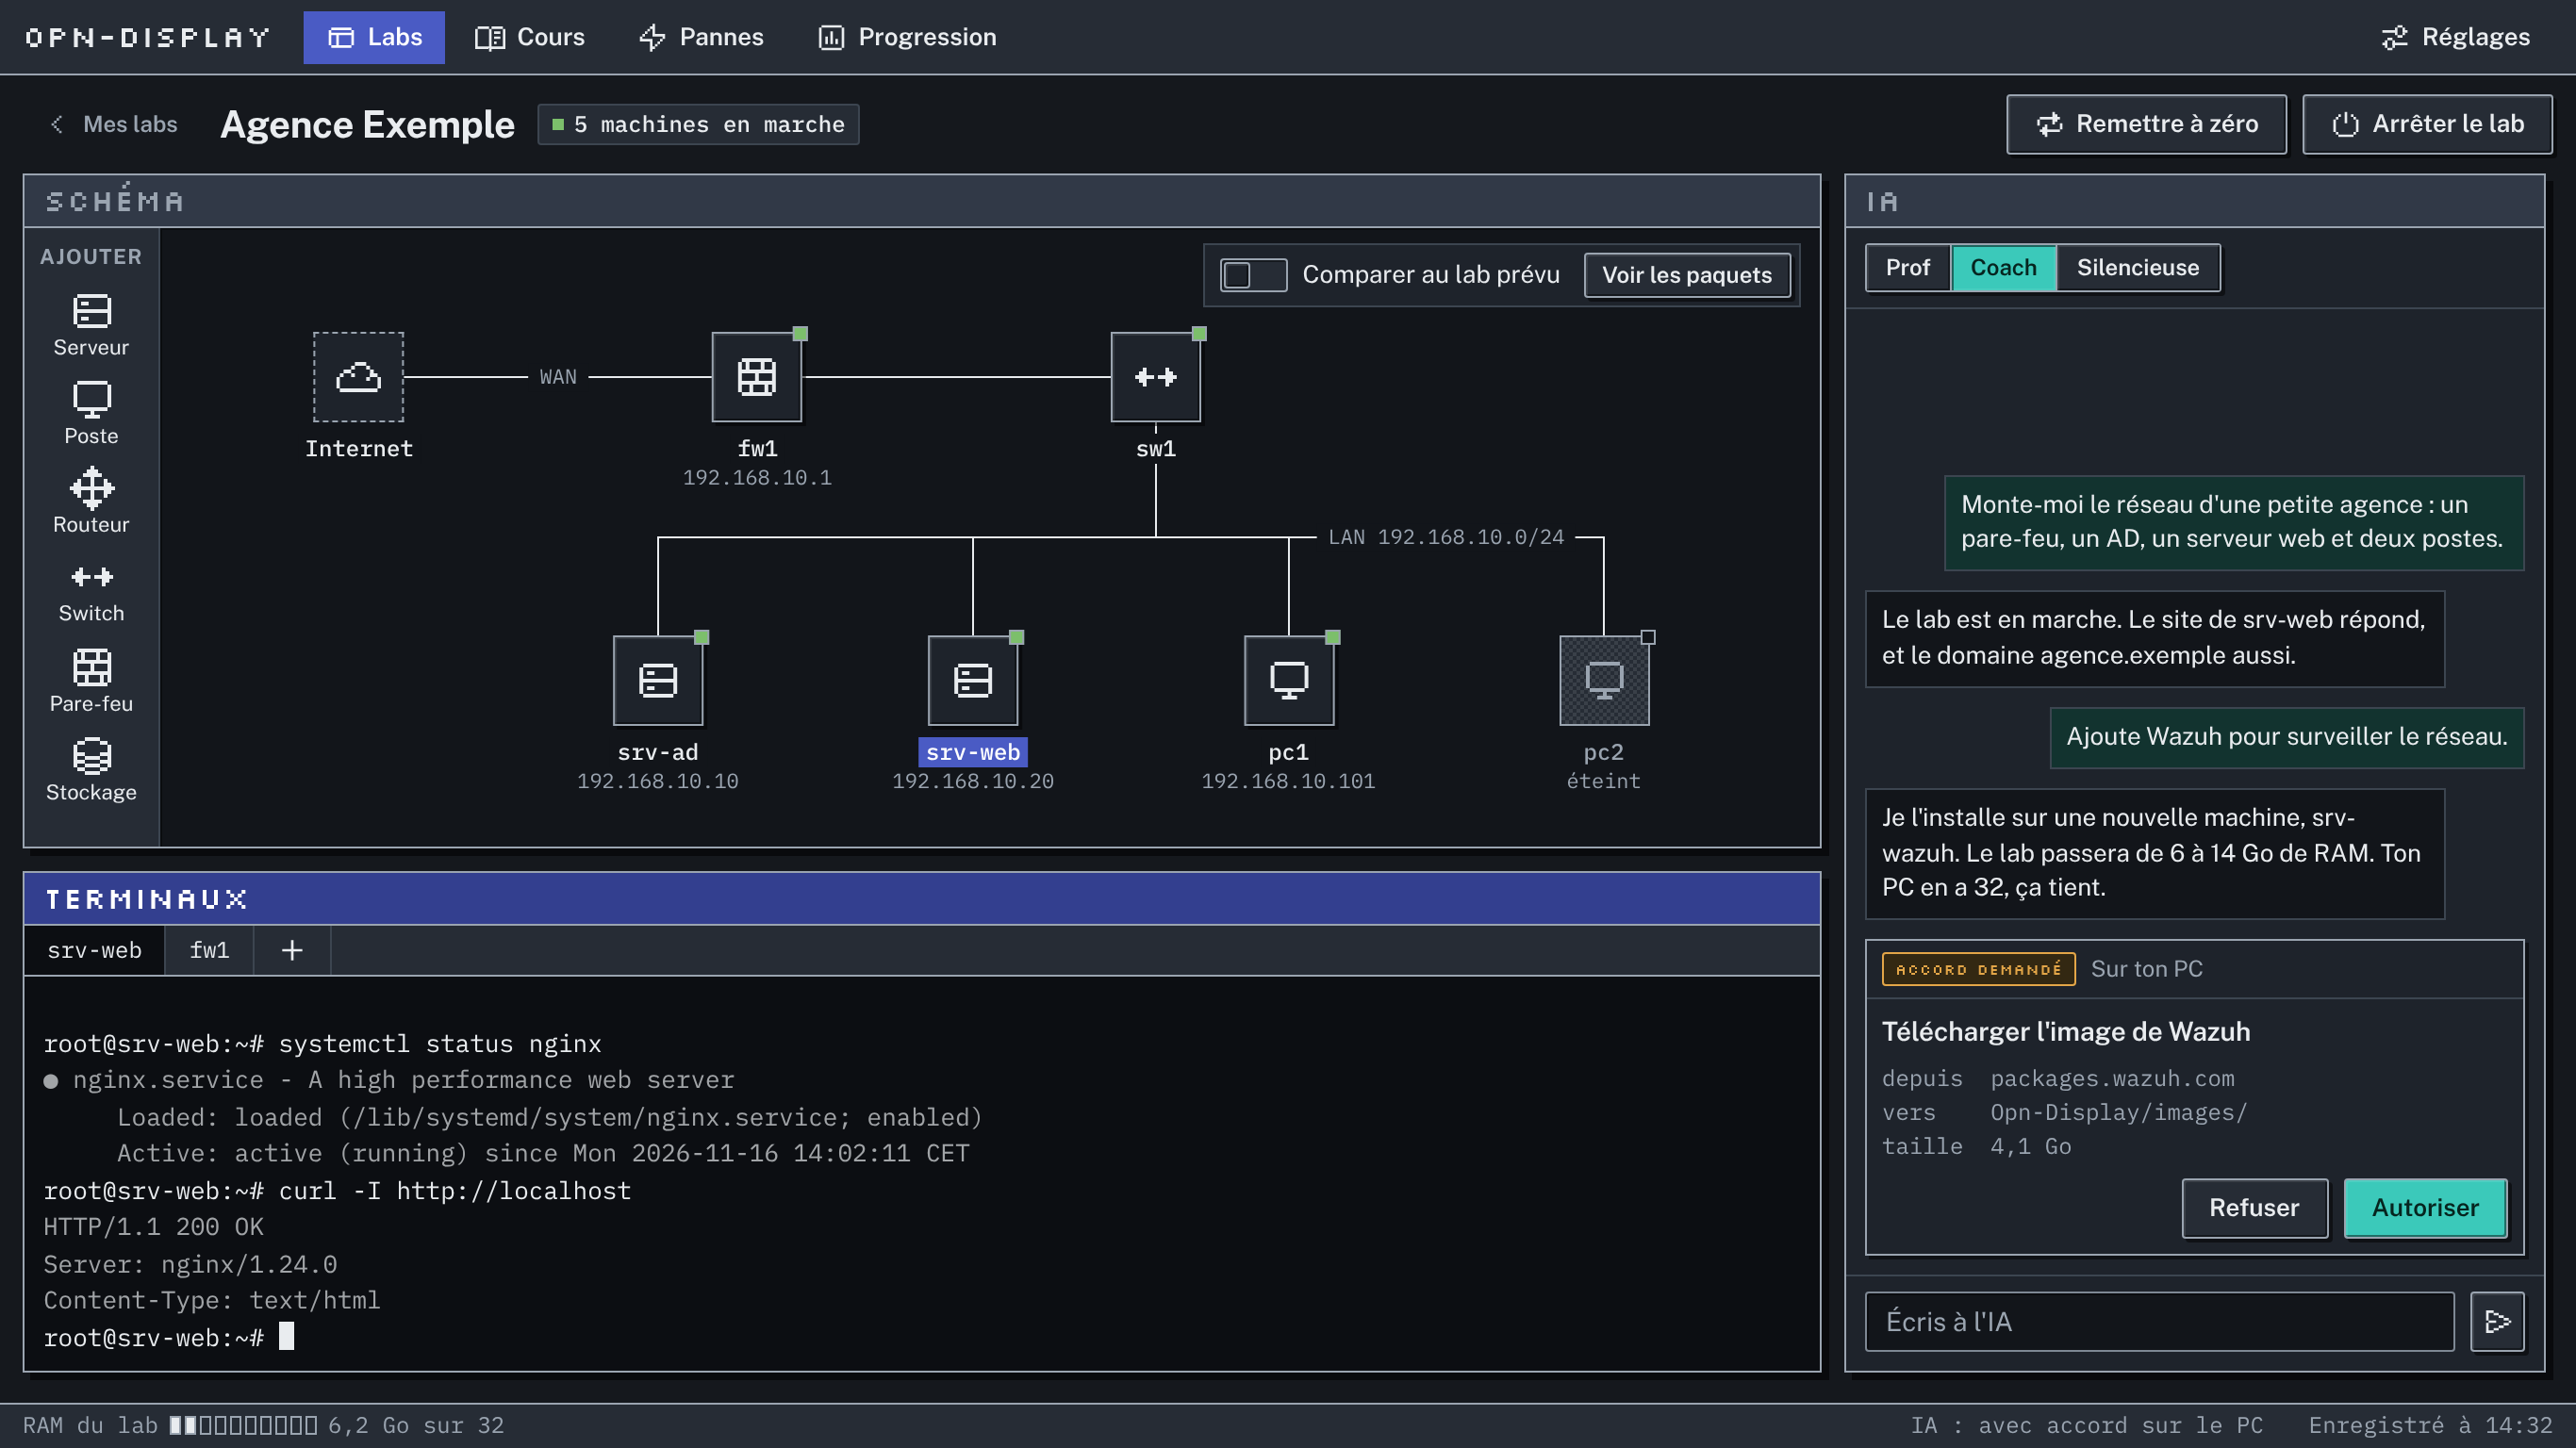 OPN-DISPLAY
Labs
Cours
Pannes
Progression
Réglages
Mes labs
Agence Exemple
5 machines en marche
Remettre à zéro
Arrêter le lab
SCHÉMA
AJOUTER
Serveur
Poste
Routeur
Switch
Pare-feu
Stockage
Comparer au lab prévu
Voir les paquets
WAN
Internet
fw1
192.168.10.1
sw1
LAN 192.168.10.0/24
srv-ad
192.168.10.10
srv-web
192.168.10.20
pc1
192.168.10.101
pc2
éteint
TERMINAUX
srv-web
fw1
+
root@srv-web:~# systemctl status nginx
● nginx.service - A high performance web server
Loaded: loaded (/lib/systemd/system/nginx.service; enabled)
Active: active (running) since Mon 2026-11-16 14:02:11 CET
root@srv-web:~# curl -I http://localhost
HTTP/1.1 200 OK
Server: nginx/1.24.0
Content-Type: text/html
root@srv-web:~#
IA
Prof
Coach
Silencieuse
Monte-moi le réseau d'une petite agence : un
pare-feu, un AD, un serveur web et deux postes.
Le lab est en marche. Le site de srv-web répond,
et le domaine agence.exemple aussi.
Ajoute Wazuh pour surveiller le réseau.
Je l'installe sur une nouvelle machine, srv-
wazuh. Le lab passera de 6 à 14 Go de RAM. Ton
PC en a 32, ça tient.
ACCORD DEMANDÉ
Sur ton PC
Télécharger l'image de Wazuh
depuis packages.wazuh.com
vers Opn-Display/images/
taille 4,1 Go
Refuser
Autoriser
Écris à l'IA
RAM du lab
6,2 Go sur 32
IA : avec accord sur le PC
Enregistré à 14:32